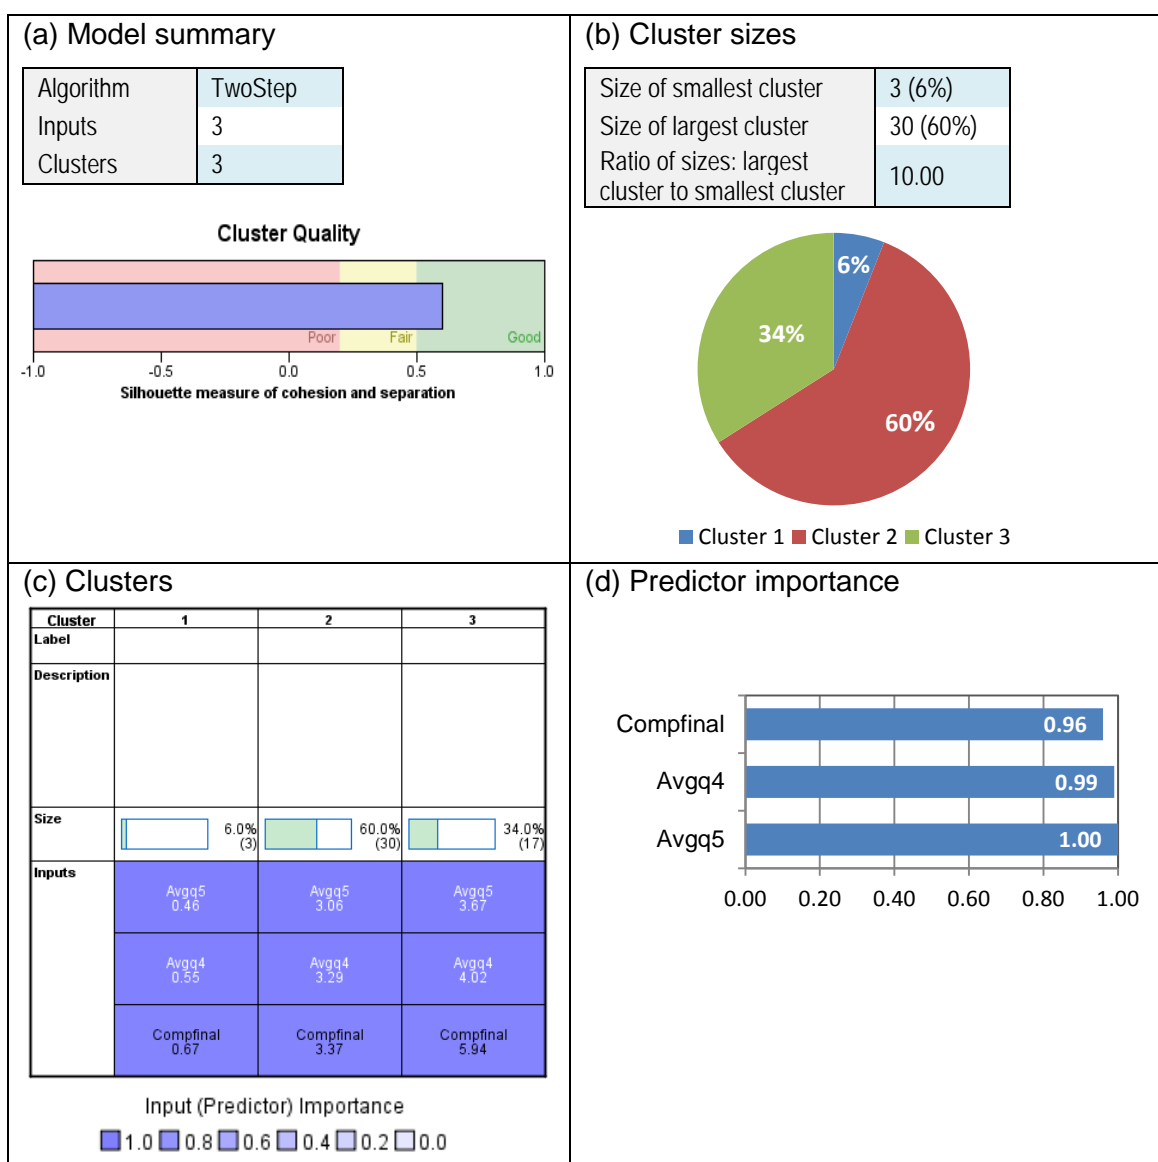 (a) Model summary
Algorithm TwoStep
Inputs 3
Clusters 3
Cluster Quality
Poor Fair Good
-1.0 -0.5 0.0 0.5 1.0
Silhouette measure of cohesion and separation
(b) Cluster sizes
Size of smallest cluster 3 (6%)
Size of largest cluster 30 (60%)
Ratio of sizes: largest
cluster to smallest cluster 10.00
6%
34%
60%
Cluster 1 Cluster 2 Cluster 3
(c) Clusters
Cluster 1 2 3
Label
Description
Size
6.0% 60.0% 34.0%
(3) (30) (17)
Inputs
Avgq5 Avgq5 Avgq5
0.46 3.06 3.67
Avgq4 Avgq4 Avgq4
0.55 3.29 4.02
Compfinal Compfinal Compfinal
0.67 3.37 5.94
Input (Predictor) Importance
1.0 0.8 0.6 0.4 0.2 0.0
(d) Predictor importance
Compfinal 0.96
Avgq4 0.99
Avgq5 1.00
0.00 0.20 0.40 0.60 0.80 1.00